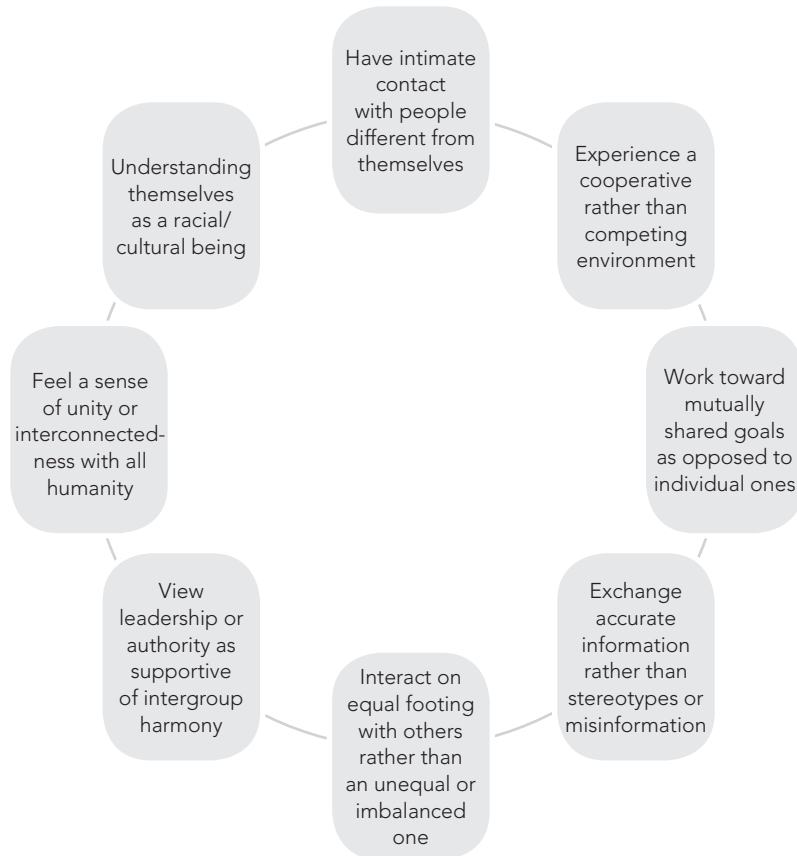 Have intimate
contact
with people
different from
themselves
Experience a
cooperative
rather than
competing
environment
Work toward
mutually
shared goals
as opposed to
individual ones
Exchange
accurate
information
rather than
stereotypes or
misinformation
Interact on
equal footing
with others
rather than
an unequal or
imbalanced
one
View
leadership or
authority as
supportive
of intergroup
harmony
Feel a sense
of unity or
interconnected-
ness with all
humanity
Understanding
themselves
as a racial/
cultural being